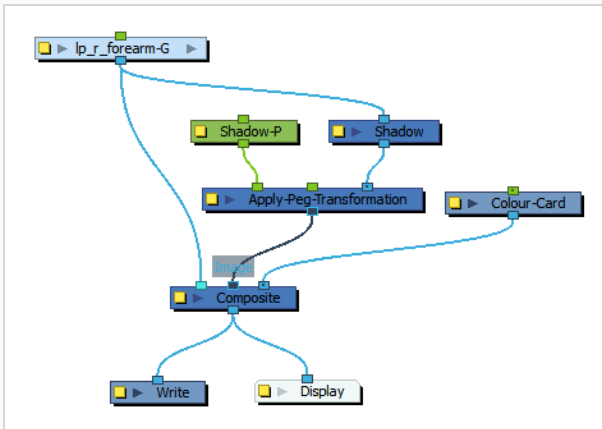 lp_r_forearm-G
Shadow-P
Shadow
Apply-Peg-Transformation
Colour-Card
Image
Composite
Write
Display